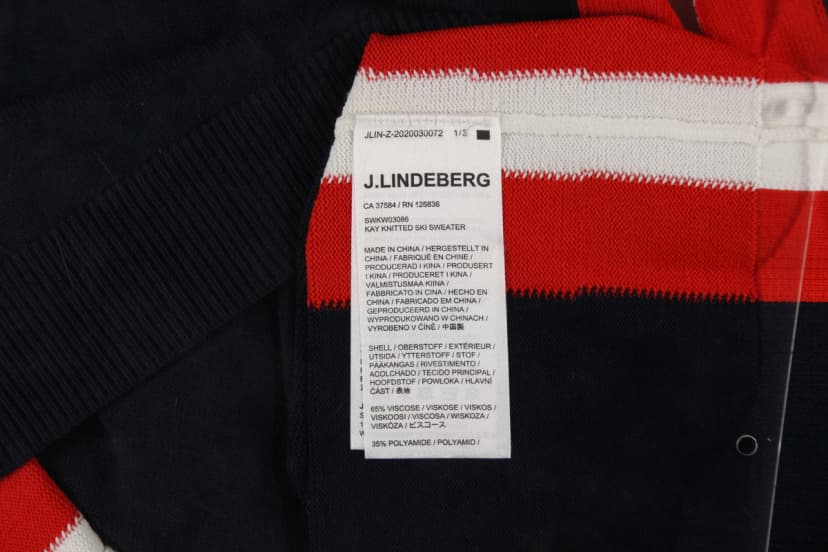 JLIN-Z-2020030072 1/3
J.LINDEBERG
CA 37584 / RN 126836
SWKW03086
KAY KNITTED SKI SWEATER
MADE IN CHINA / HERGESTELLT IN
CHINA / FABRIQUÉ EN CHINE /
PRODUCERAD I KINA / PRODUSERT
I KINA / PRODUCERET I KINA /
VALMISTUSMAA KIINA /
FABBRICATO IN CINA / HECHO EN
CHINA / FABRICADO EM CHINA /
GEPRODUCEERD IN CHINA /
WYPRODUKOWANO W CHINACH /
VYROBENO V ČÍNĚ / 中国製
SHELL / OBERSTOFF / EXTÉRIEUR /
UTSIDA / YTTERSTOFF / STOF /
PÄÄKANGAS / RIVESTIMENTO /
ACOLCHADO / TECIDO PRINCIPAL /
HOOFDSTOF / POWŁOKA / HLAVNÍ
ČÁST / 表地
65% VISCOSE / VISKOSE / VISKOS /
VISKOOSI / VISCOSA / WISKOZA /
VISKÓZA / ビスコース
35% POLYAMIDE / POLYAMID /